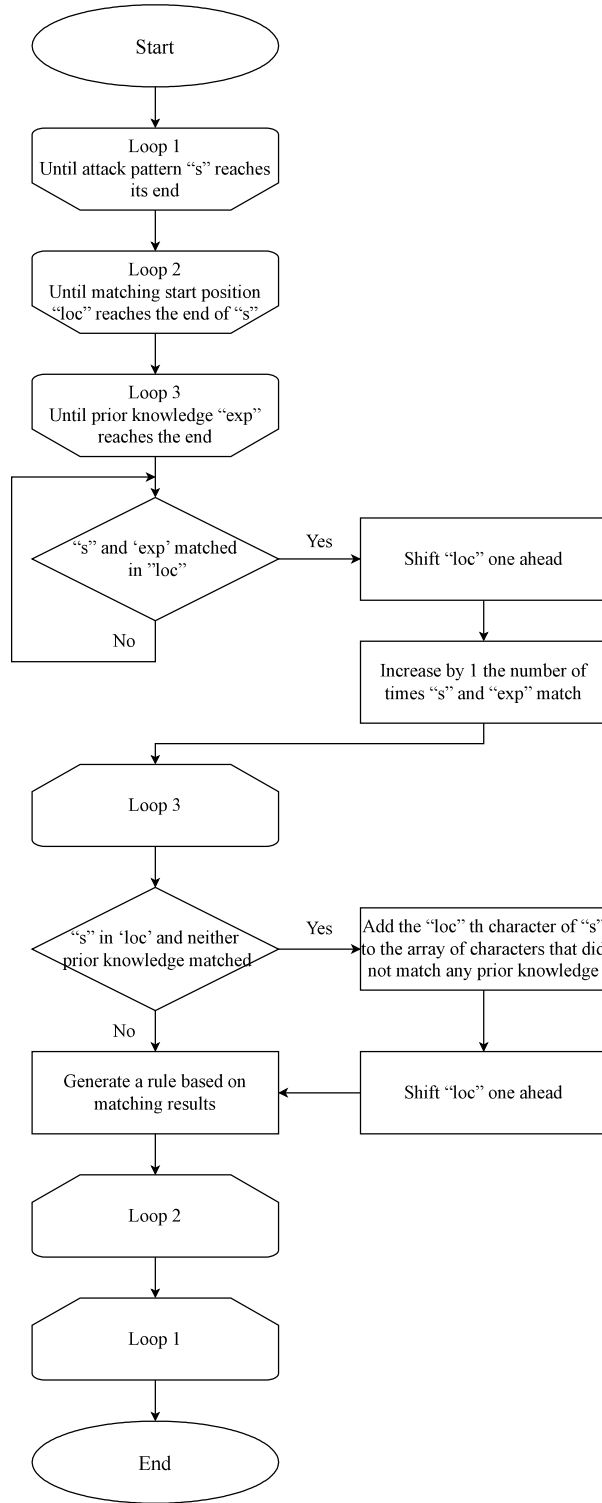 Start
Loop 1
Until attack pattern “s” reaches
its end
Loop 2
Until matching start position
“loc” reaches the end of “s”
Loop 3
Until prior knowledge “exp”
reaches the end
“s” and ‘exp’ matched
in ”loc”
Yes
Shift “loc” one ahead
No
Increase by 1 the number of
times “s” and “exp” match
Loop 3
“s” in ‘loc’ and neither
prior knowledge matched
Yes
Add the “loc” th character of “s”
to the array of characters that did
not match any prior knowledge
No
Generate a rule based on
matching results
Shift “loc” one ahead
Loop 2
Loop 1
End